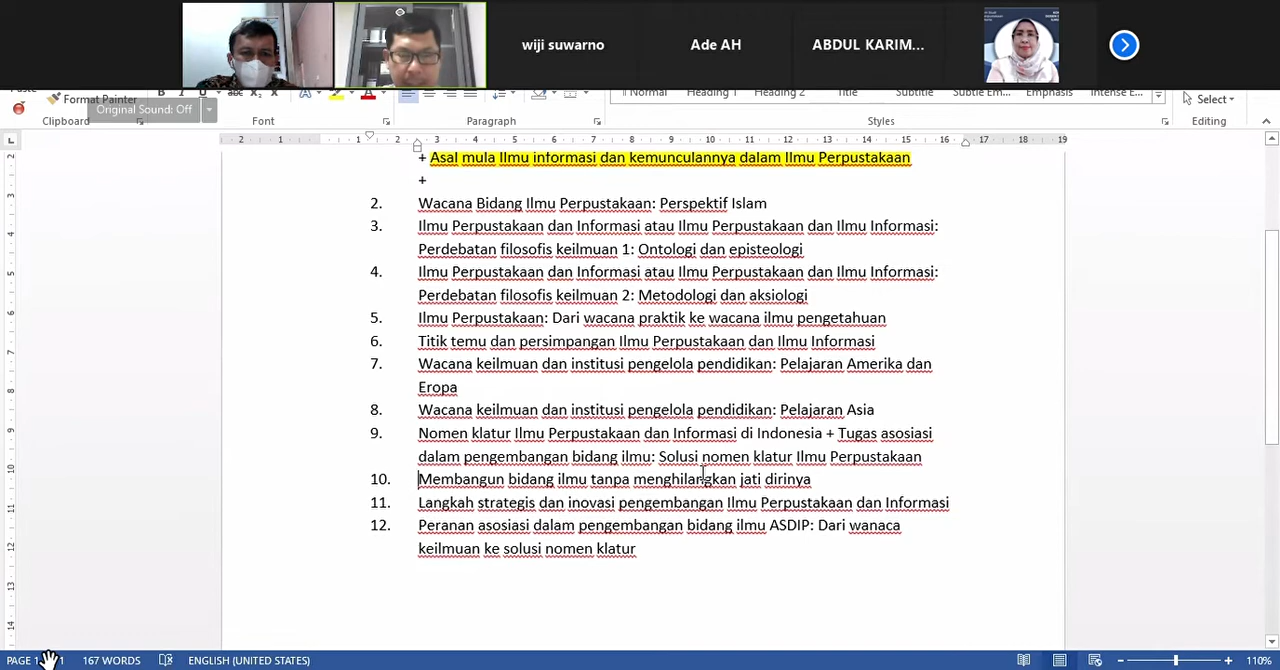 wiji suwarno
Ade AH
ABDUL KARIM...
Format Painter
Original Sound: Off
Normal
Heading 1
Heading 2
Title
Subtitle
Subtle Em...
Emphasis
Intense E...
Select
Clipboard
Font
Paragraph
Styles
Editing
+ Asal mula Ilmu informasi dan kemunculannya dalam Ilmu Perpustakaan
+
2. Wacana Bidang Ilmu Perpustakaan: Perspektif Islam
3. Ilmu Perpustakaan dan Informasi atau Ilmu Perpustakaan dan Ilmu Informasi:
Perdebatan filosofis keilmuan 1: Ontologi dan episteologi
4. Ilmu Perpustakaan dan Informasi atau Ilmu Perpustakaan dan Ilmu Informasi:
Perdebatan filosofis keilmuan 2: Metodologi dan aksiologi
5. Ilmu Perpustakaan: Dari wacana praktik ke wacana ilmu pengetahuan
6. Titik temu dan persimpangan Ilmu Perpustakaan dan Ilmu Informasi
7. Wacana keilmuan dan institusi pengelola pendidikan: Pelajaran Amerika dan
Eropa
8. Wacana keilmuan dan institusi pengelola pendidikan: Pelajaran Asia
9. Nomen klatur Ilmu Perpustakaan dan Informasi di Indonesia + Tugas asosiasi
dalam pengembangan bidang ilmu: Solusi nomen klatur Ilmu Perpustakaan
10. Membangun bidang ilmu tanpa menghilangkan jati dirinya
11. Langkah strategis dan inovasi pengembangan Ilmu Perpustakaan dan Informasi
12. Peranan asosiasi dalam pengembangan bidang ilmu ASDIP: Dari wanaca
keilmuan ke solusi nomen klatur
PAGE 1
167 WORDS
ENGLISH (UNITED STATES)
110%